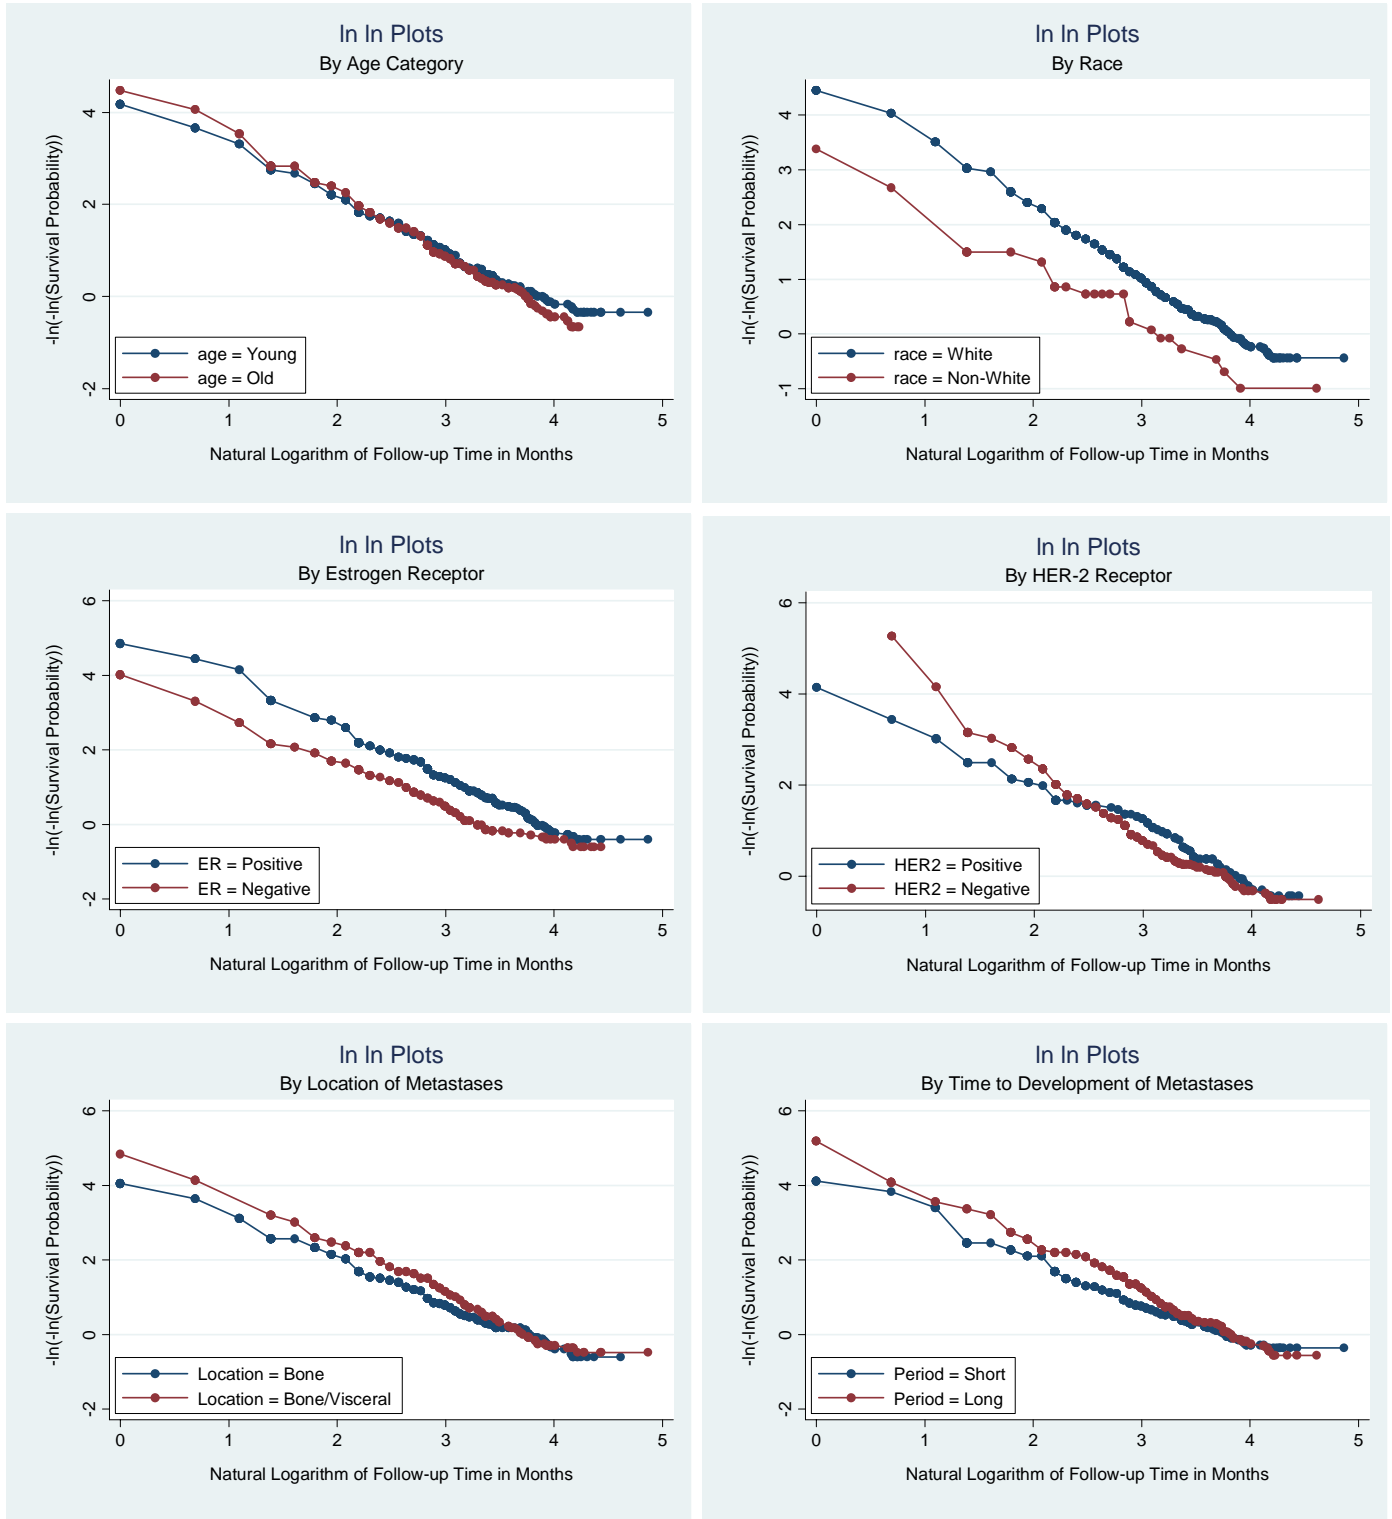 ln ln Plots
By Age Category
-ln(-ln(Survival Probability))
4
2
0
-2
0 1 2 3 4 5
age = Young
age = Old
Natural Logarithm of Follow-up Time in Months
ln ln Plots
By Race
-ln(-ln(Survival Probability))
4
3
2
1
0
-1
0 1 2 3 4 5
race = White
race = Non-White
Natural Logarithm of Follow-up Time in Months
ln ln Plots
By Estrogen Receptor
-ln(-ln(Survival Probability))
6
4
2
0
-2
0 1 2 3 4 5
ER = Positive
ER = Negative
Natural Logarithm of Follow-up Time in Months
ln ln Plots
By HER-2 Receptor
-ln(-ln(Survival Probability))
6
4
2
0
0 1 2 3 4 5
HER2 = Positive
HER2 = Negative
Natural Logarithm of Follow-up Time in Months
ln ln Plots
By Location of Metastases
-ln(-ln(Survival Probability))
6
4
2
0
-2
0 1 2 3 4 5
Location = Bone
Location = Bone/Visceral
Natural Logarithm of Follow-up Time in Months
ln ln Plots
By Time to Development of Metastases
-ln(-ln(Survival Probability))
6
4
2
0
-2
0 1 2 3 4 5
Period = Short
Period = Long
Natural Logarithm of Follow-up Time in Months